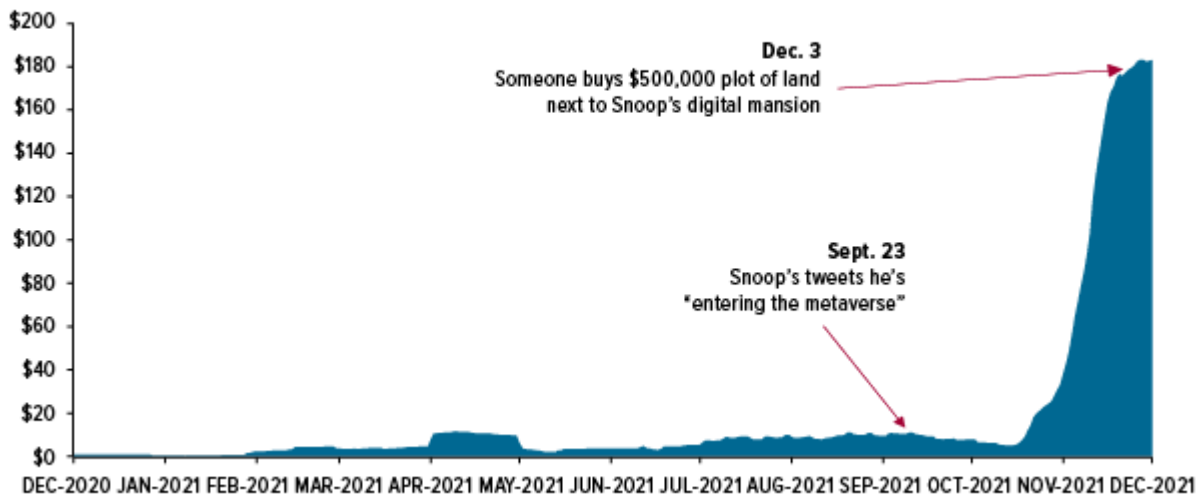 $200
$180
$160
$140
$120
$100
$80
$60
$40
$20
$0
Dec. 3
Someone buys $500,000 plot of land
next to Snoop's digital mansion
Sept. 23
Snoop's tweets he's
"entering the metaverse"
DEC-2020 JAN-2021 FEB-2021 MAR-2021 APR-2021 MAY-2021 JUN-2021 JUL-2021 AUG-2021 SEP-2021 OCT-2021 NOV-2021 DEC-2021